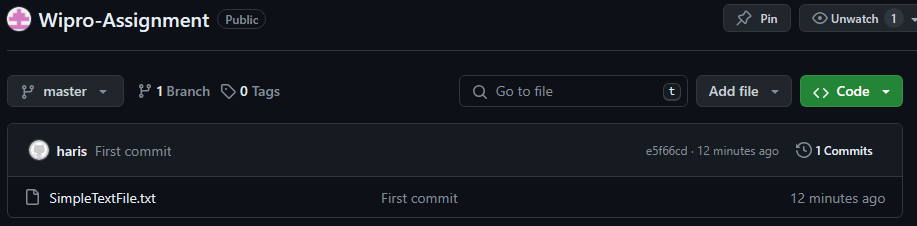 Wipro-Assignment Public Pin Unwatch 1
master 1 Branch 0 Tags Go to file t Add file Code
haris First commit e5f66cd · 12 minutes ago 1 Commits
SimpleTextFile.txt First commit 12 minutes ago